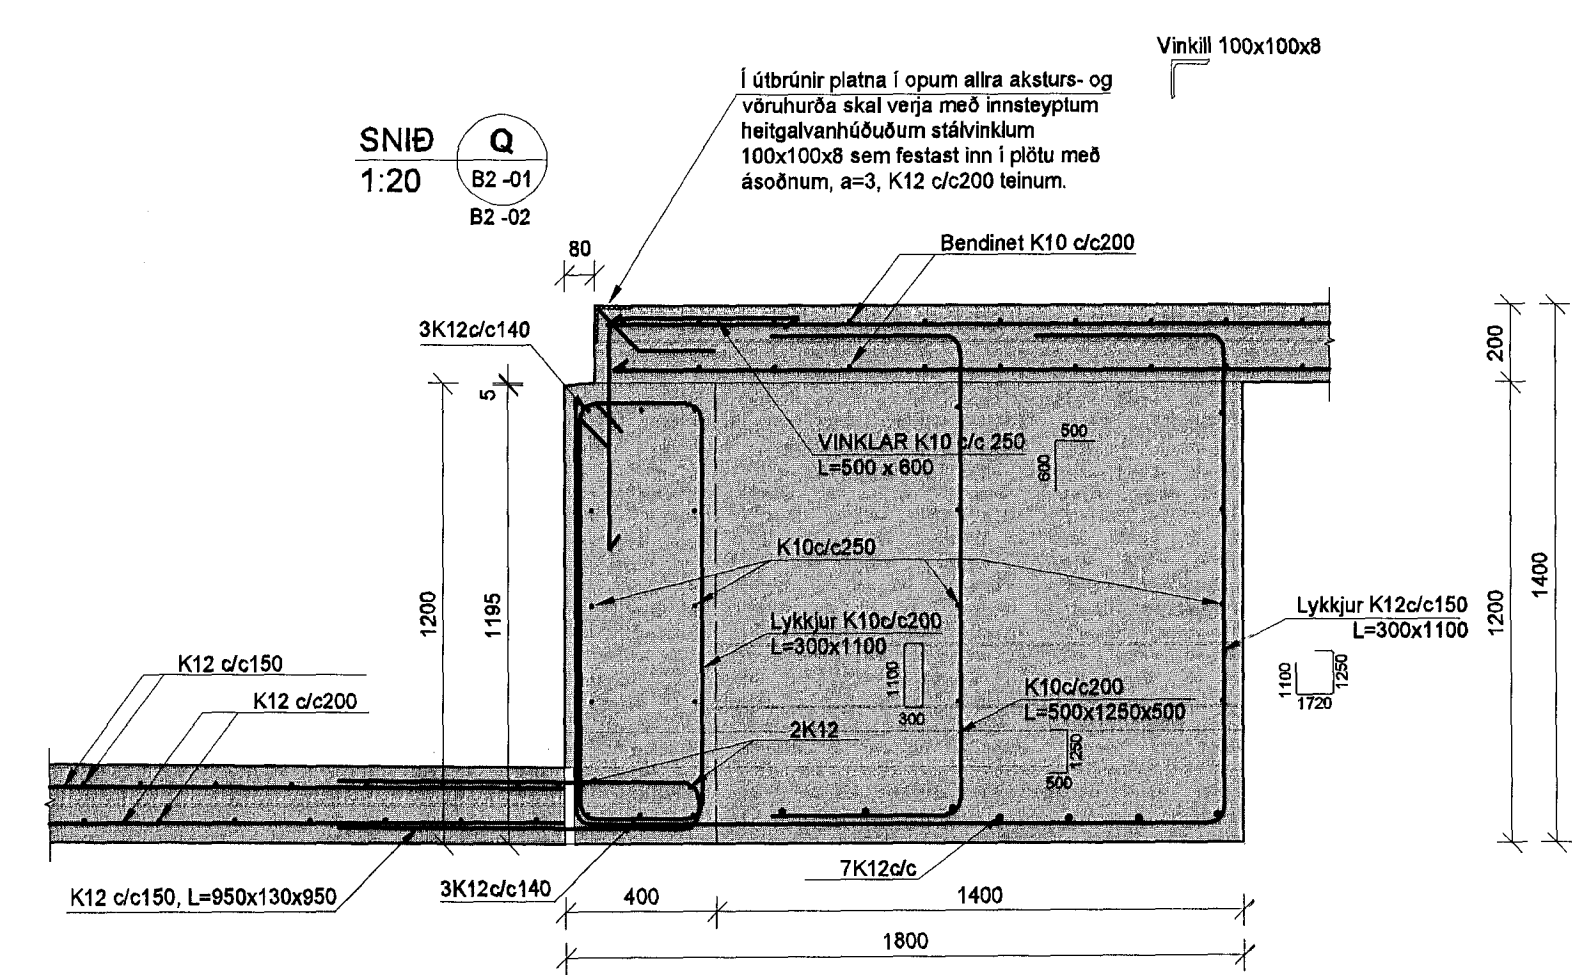 Vinkill 100x100x8
Í útbrúnir platna í opum allra aksturs- og
vöruhurða skal verja með innsteyptum
heitgalvanhúðuðum stálvinklum
100x100x8 sem festast inn í plötu með
ásoðnum, a=3, K12 c/c200 teinum.
SNIÐ
1:20
Q
B2 -01
B2 -02
80
Bendinet K10 c/c200
3K12c/c140
200
1400
5
VINKLAR K10 c/c 250
L=500 x 600
500
600
K10c/c250
1200
1195
1200
Lykkjur K10c/c200
L=300x1100
1100
300
Lykkjur K12c/c150
L=300x1100
1100
1250
1720
K12 c/c150
K12 c/c200
K10c/c200
L=500x1250x500
1250
500
2K12
7K12c/c
K12 c/c150, L=950x130x950
3K12c/c140
400
1400
1800